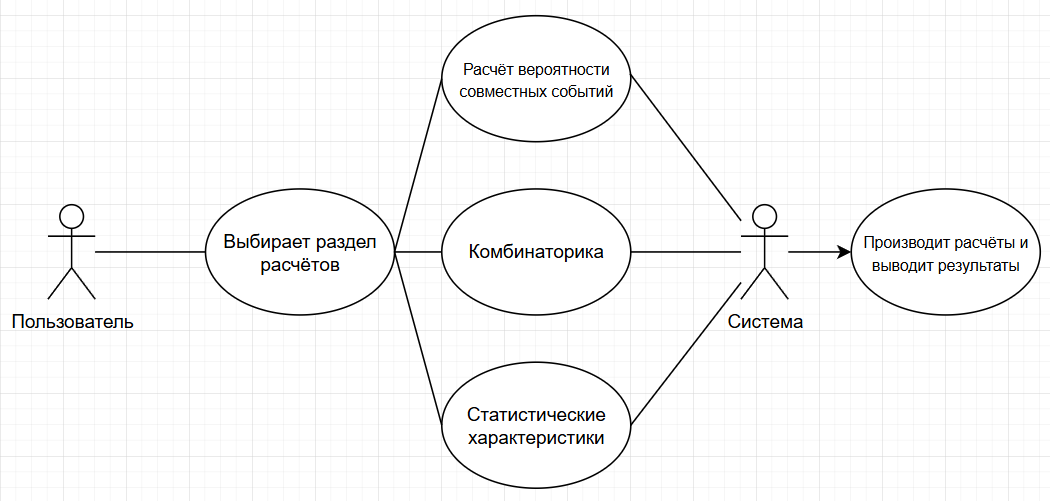 Расчёт вероятности
совместных событий
Выбирает раздел
расчётов
Комбинаторика
Производит расчёты и
выводит результаты
Пользователь
Система
Статистические
характеристики